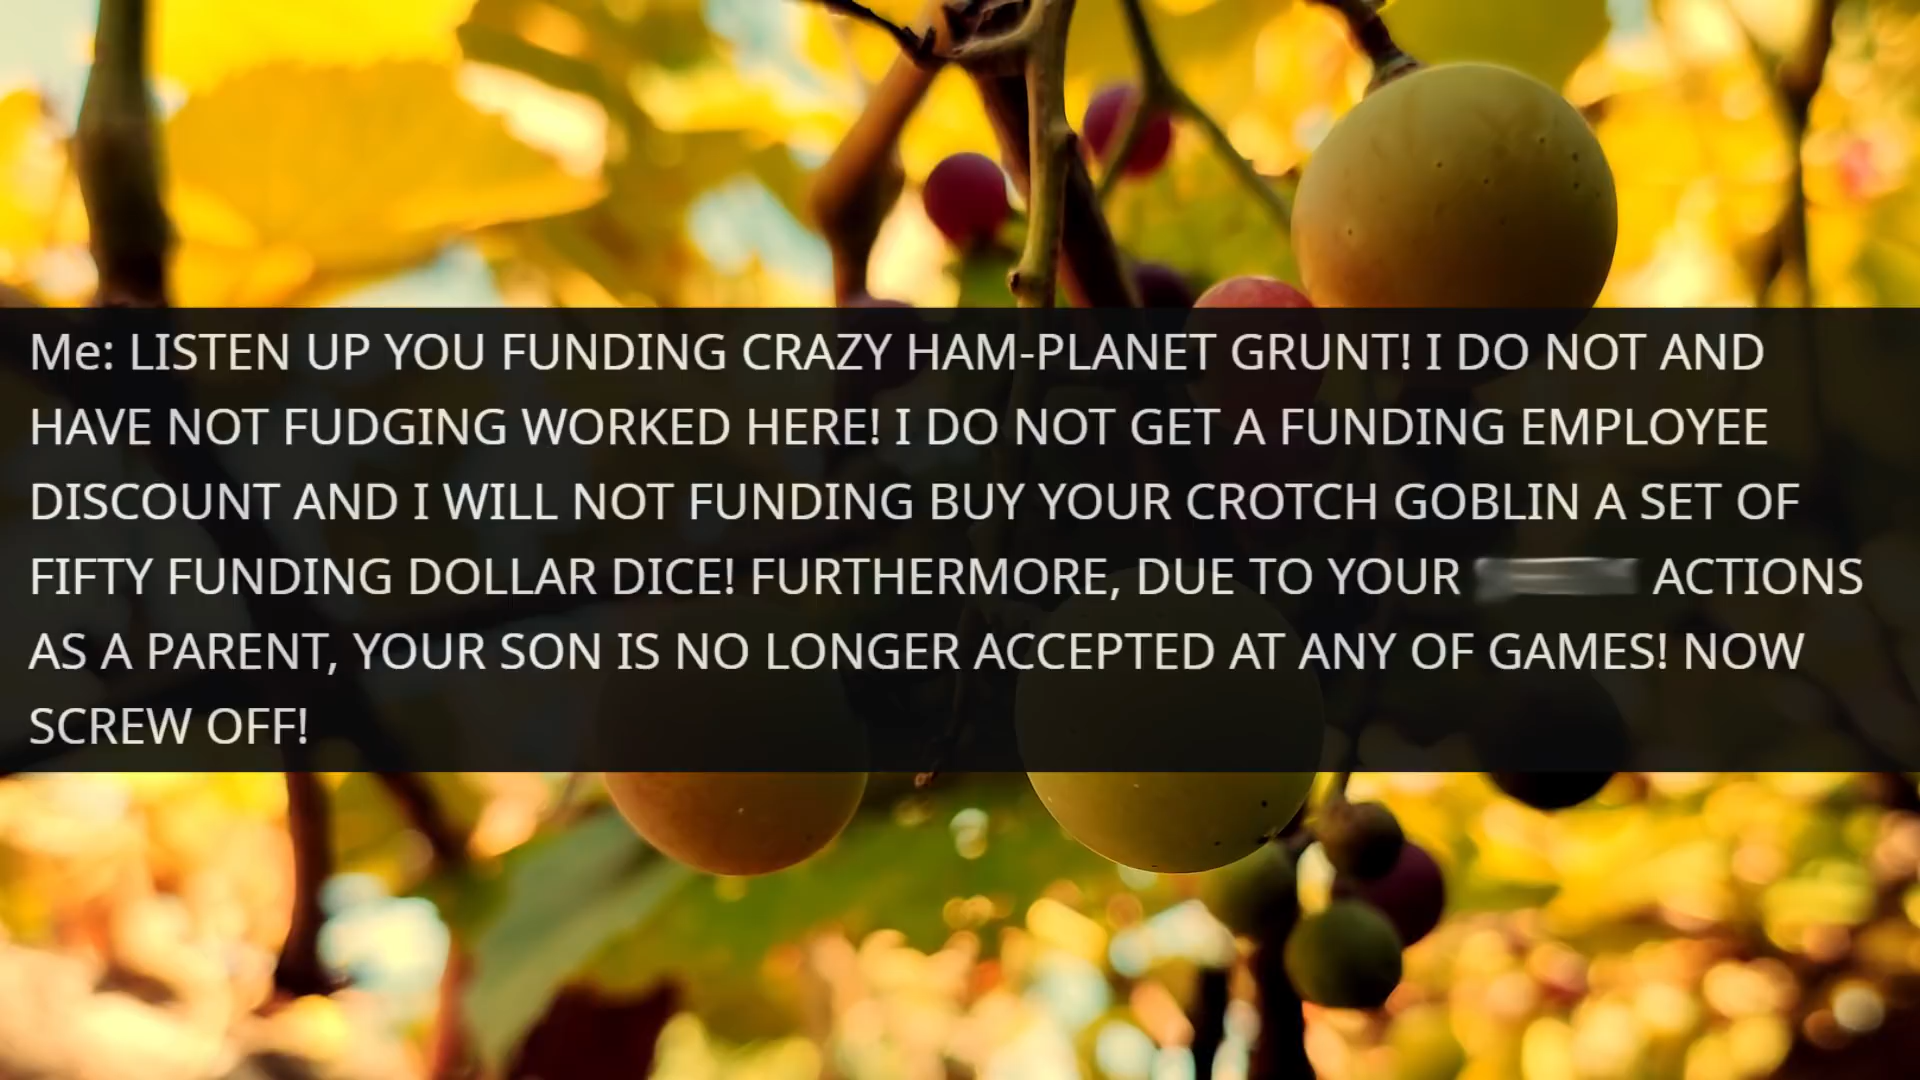 Me: LISTEN UP YOU FUNDING CRAZY HAM-PLANET GRUNT! I DO NOT AND
HAVE NOT FUDGING WORKED HERE! I DO NOT GET A FUNDING EMPLOYEE
DISCOUNT AND I WILL NOT FUNDING BUY YOUR CROTCH GOBLIN A SET OF
FIFTY FUNDING DOLLAR DICE! FURTHERMORE, DUE TO YOUR ACTIONS
AS A PARENT, YOUR SON IS NO LONGER ACCEPTED AT ANY OF GAMES! NOW
SCREW OFF!